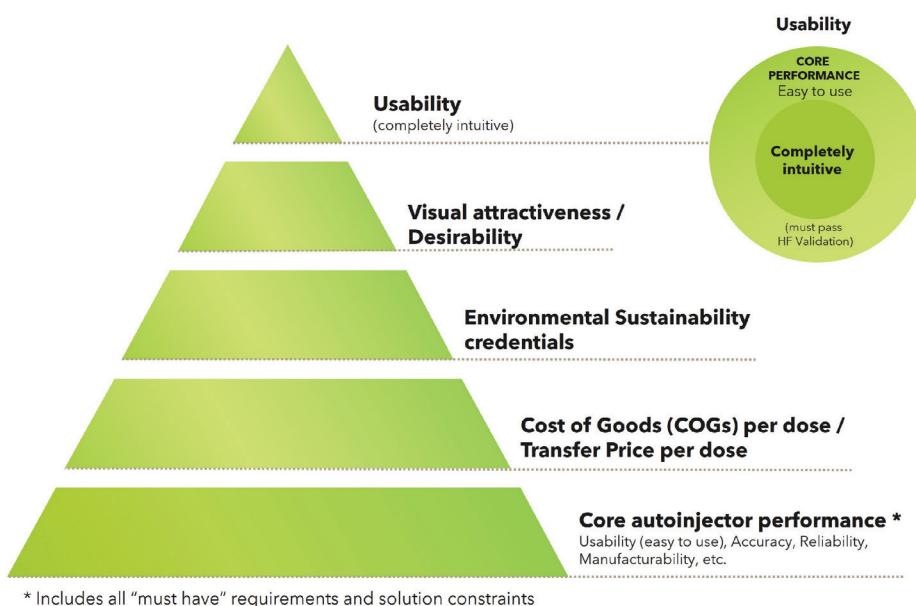 Usability
CORE
PERFORMANCE
Easy to use
Completely
intuitive
(must pass
HF Validation)
Usability
(completely intuitive)
Visual attractiveness /
Desirability
Environmental Sustainability
credentials
Cost of Goods (COGs) per dose /
Transfer Price per dose
Core autoinjector performance *
Usability (easy to use), Accuracy, Reliability,
Manufacturability, etc.
* Includes all “must have” requirements and solution constraints